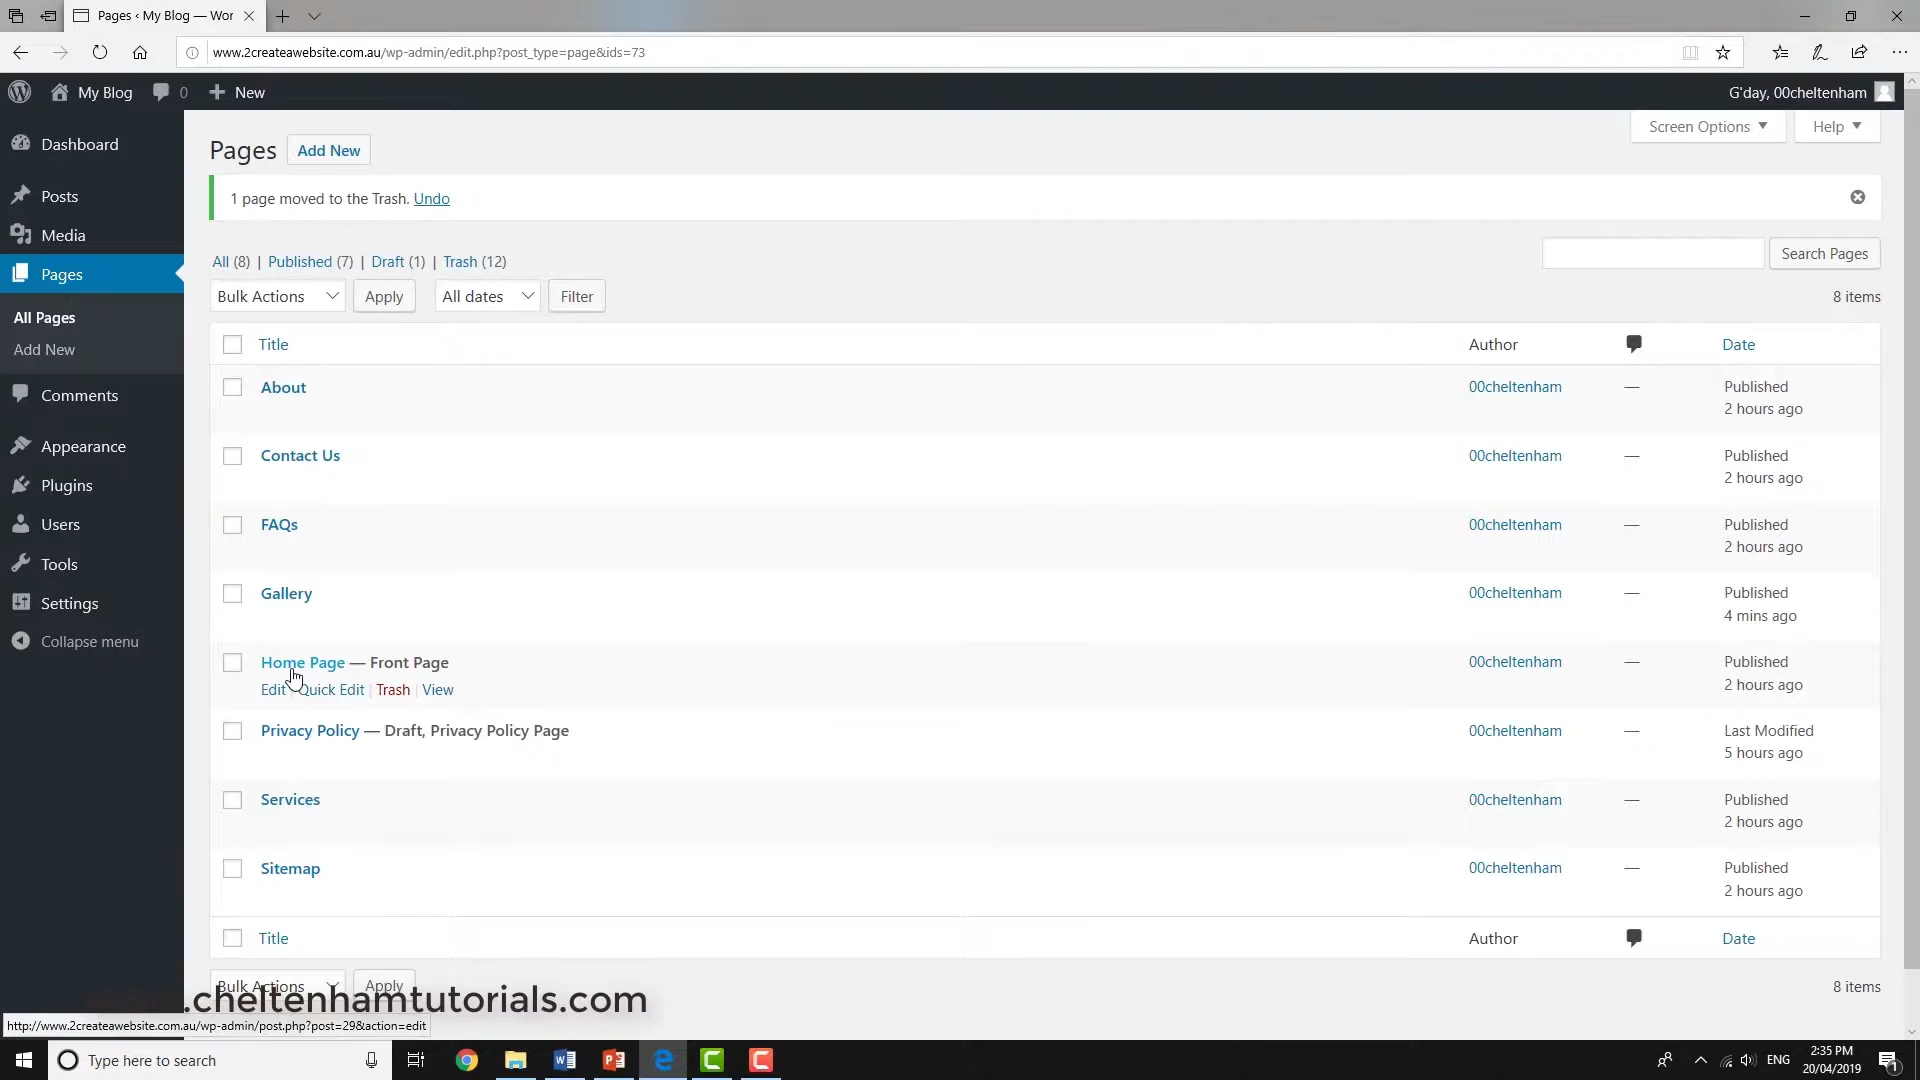 Pages ‹ My Blog — Wor
www.2createawebsite.com.au/wp-admin/edit.php?post_type=page&ids=73
My Blog 0 New G'day, 00cheltenham
Screen Options Help
Dashboard
Posts
Media
Pages
All Pages
Add New
Comments
Appearance
Plugins
Users
Tools
Settings
Collapse menu
Pages Add New
1 page moved to the Trash. Undo
All (8) | Published (7) | Draft (1) | Trash (12)
Search Pages
Bulk Actions Apply All dates Filter 8 items
Title Author Date
About 00cheltenham — Published
2 hours ago
Contact Us 00cheltenham — Published
2 hours ago
FAQs 00cheltenham — Published
2 hours ago
Gallery 00cheltenham — Published
4 mins ago
Home Page — Front Page 00cheltenham — Published
Edit | Quick Edit | Trash | View 2 hours ago
Privacy Policy — Draft, Privacy Policy Page 00cheltenham — Last Modified
5 hours ago
Services 00cheltenham — Published
2 hours ago
Sitemap 00cheltenham — Published
2 hours ago
Title Author Date
Bulk Actions Apply 8 items
.cheltenhamtutorials.com
http://www.2createawebsite.com.au/wp-admin/post.php?post=29&action=edit
Type here to search
ENG
2:35 PM
20/04/2019
1